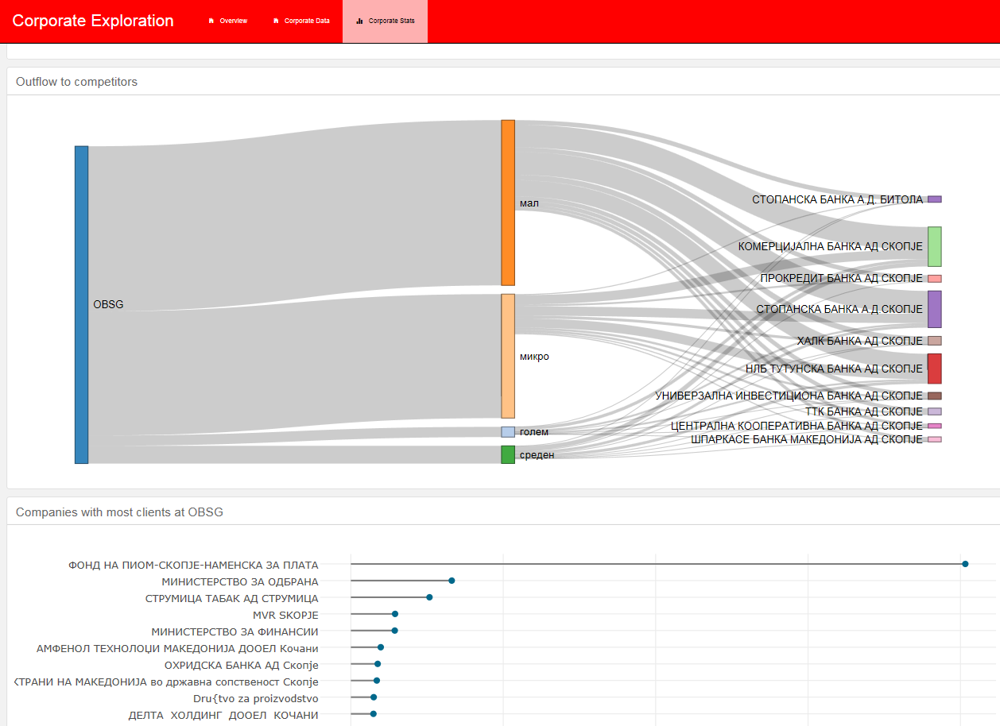 Corporate Exploration
Overview
Corporate Data
Corporate Stats
Outflow to competitors
OBSG
мал
микро
голем
среден
СТОПАНСКА БАНКА А.Д. БИТОЛА
КОМЕРЦИЈАЛНА БАНКА АД СКОПЈЕ
ПРОКРЕДИТ БАНКА АД СКОПЈЕ
СТОПАНСКА БАНКА А.Д.СКОПЈЕ
ХАЛК БАНКА АД СКОПЈЕ
НЛБ ТУТУНСКА БАНКА АД СКОПЈЕ
УНИВЕРЗАЛНА ИНВЕСТИЦИОНА БАНКА АД СКОПЈЕ
ТТК БАНКА АД СКОПЈЕ
ЦЕНТРАЛНА КООПЕРАТИВНА БАНКА АД СКОПЈЕ
ШПАРКАСЕ БАНКА МАКЕДОНИЈА АД СКОПЈЕ
Companies with most clients at OBSG
ФОНД НА ПИОМ-СКОПЈЕ-НАМЕНСКА ЗА ПЛАТА
МИНИСТЕРСТВО ЗА ОДБРАНА
СТРУМИЦА ТАБАК АД СТРУМИЦА
MVR SKOPJE
МИНИСТЕРСТВО ЗА ФИНАНСИИ
АМФЕНОЛ ТЕХНОЛОЏИ МАКЕДОНИЈА ДООЕЛ Кочани
ОХРИДСКА БАНКА АД Скопје
НА МАКЕДОНИЈА во државна сопственост Скопје
Dru{tvo za proizvodstvo
ДЕЛТА ХОЛДИНГ ДООЕЛ КОЧАНИ